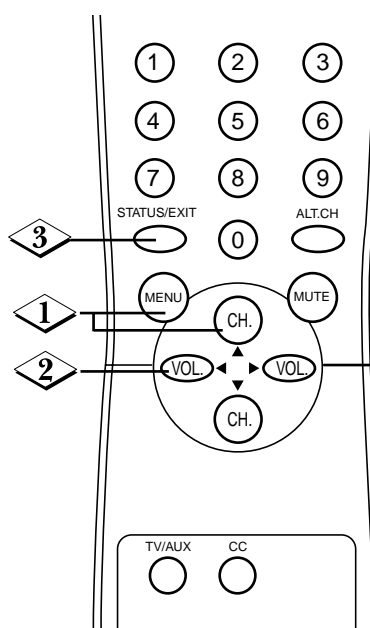 1 2 3
4 5 6
7 8 9
STATUS/EXIT ALT.CH
3 0
MENU MUTE
1 CH.
2 VOL. VOL.
CH.
TV/AUX CC